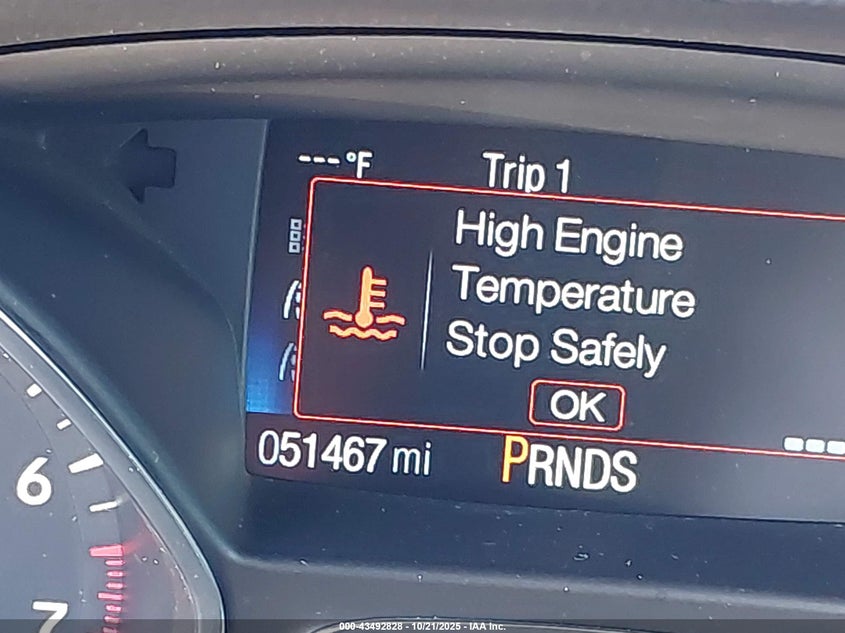 ---°F Trip 1
High Engine
Temperature
Stop Safely
OK
051467 mi PRNDS
6
7
000-43492828 - 10/21/2025 - IAA Inc.